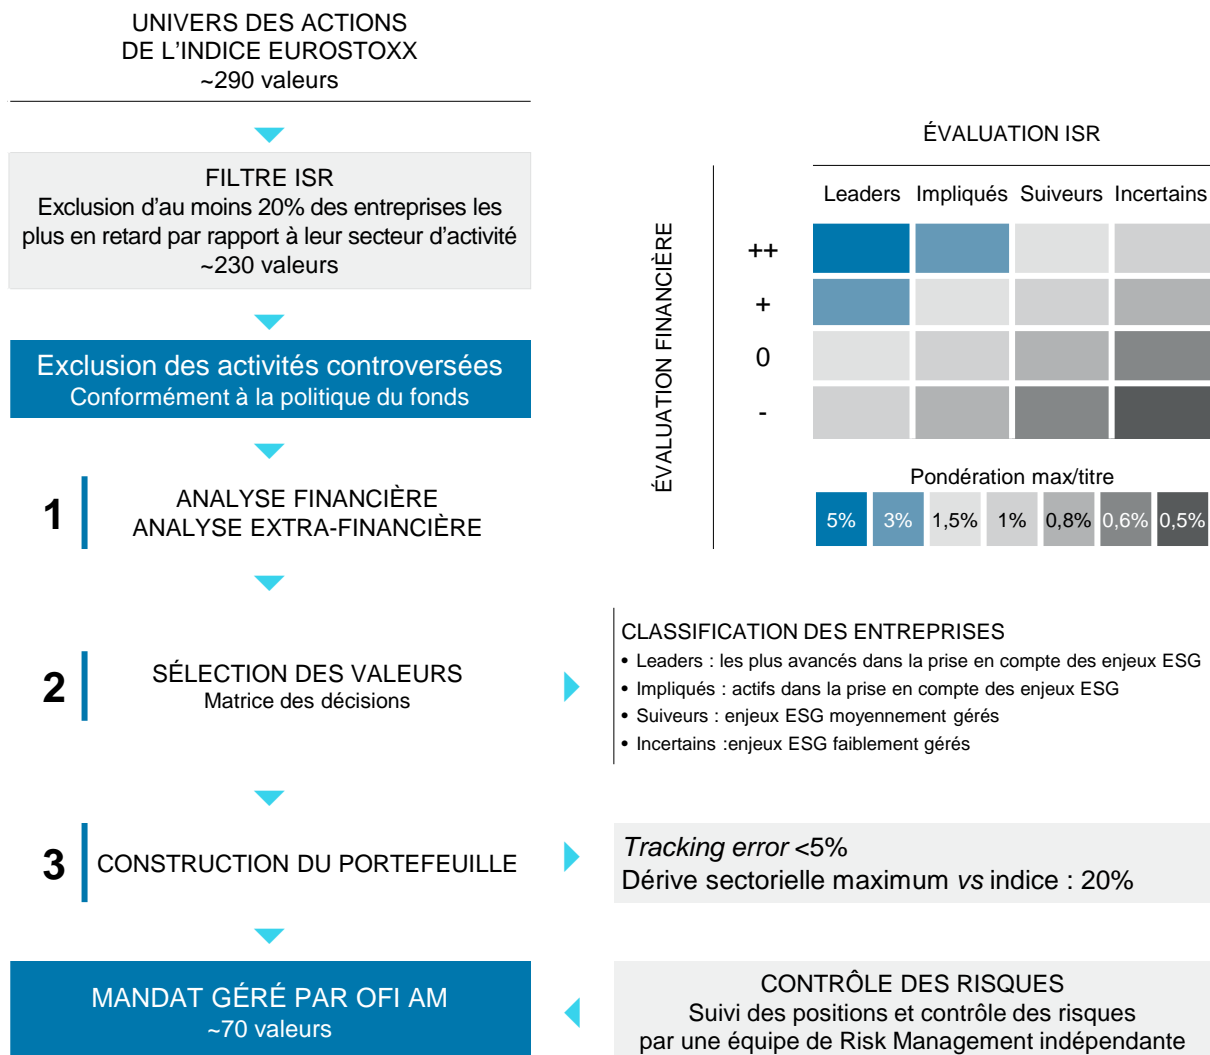 UNIVERS DES ACTIONS
DE L'INDICE EUROSTOXX
~290 valeurs
FILTRE ISR
Exclusion d'au moins 20% des entreprises les
plus en retard par rapport à leur secteur d'activité
~230 valeurs
Exclusion des activités controversées
Conformément à la politique du fonds
1
ANALYSE FINANCIÈRE
ANALYSE EXTRA-FINANCIÈRE
2
SÉLECTION DES VALEURS
Matrice des décisions
3
CONSTRUCTION DU PORTEFEUILLE
MANDAT GÉRÉ PAR OFI AM
~70 valeurs
ÉVALUATION ISR
Leaders Impliqués Suiveurs Incertains
ÉVALUATION FINANCIÈRE
++
+
0
-
Pondération max/titre
5% 3% 1,5% 1% 0,8% 0,6% 0,5%
CLASSIFICATION DES ENTREPRISES
• Leaders : les plus avancés dans la prise en compte des enjeux ESG
• Impliqués : actifs dans la prise en compte des enjeux ESG
• Suiveurs : enjeux ESG moyennement gérés
• Incertains :enjeux ESG faiblement gérés
Tracking error <5%
Dérive sectorielle maximum vs indice : 20%
CONTRÔLE DES RISQUES
Suivi des positions et contrôle des risques
par une équipe de Risk Management indépendante